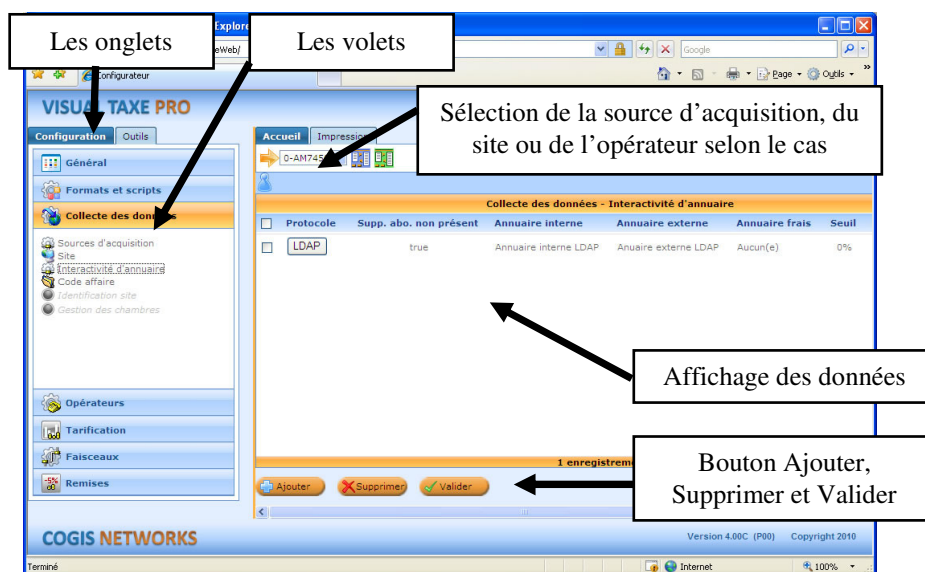 Explore
Les onglets
Les volets
eWeb/
Google
Configurateur
Page
Outils
VISUAL TAXE PRO
Sélection de la source d'acquisition, du
site ou de l'opérateur selon le cas
Configuration
Outils
Accueil
Impression
0-AM745
Général
Formats et scripts
Collecte des données
Sources d'acquisition
Site
Interactivité d'annuaire
Code affaire
Identification site
Gestion des chambres
Collecte des données - Interactivité d'annuaire
Protocole Supp. abo. non présent Annuaire interne Annuaire externe Annuaire frais Seuil
LDAP true Annuaire interne LDAP Anuaire externe LDAP Aucun(e) 0%
Affichage des données
Opérateurs
Tarification
Faisceaux
Remises
1 enregistreme
Bouton Ajouter,
Supprimer et Valider
Ajouter
Supprimer
Valider
COGIS NETWORKS
Version 4.00C (P00) Copyright 2010
Terminé
Internet
100%